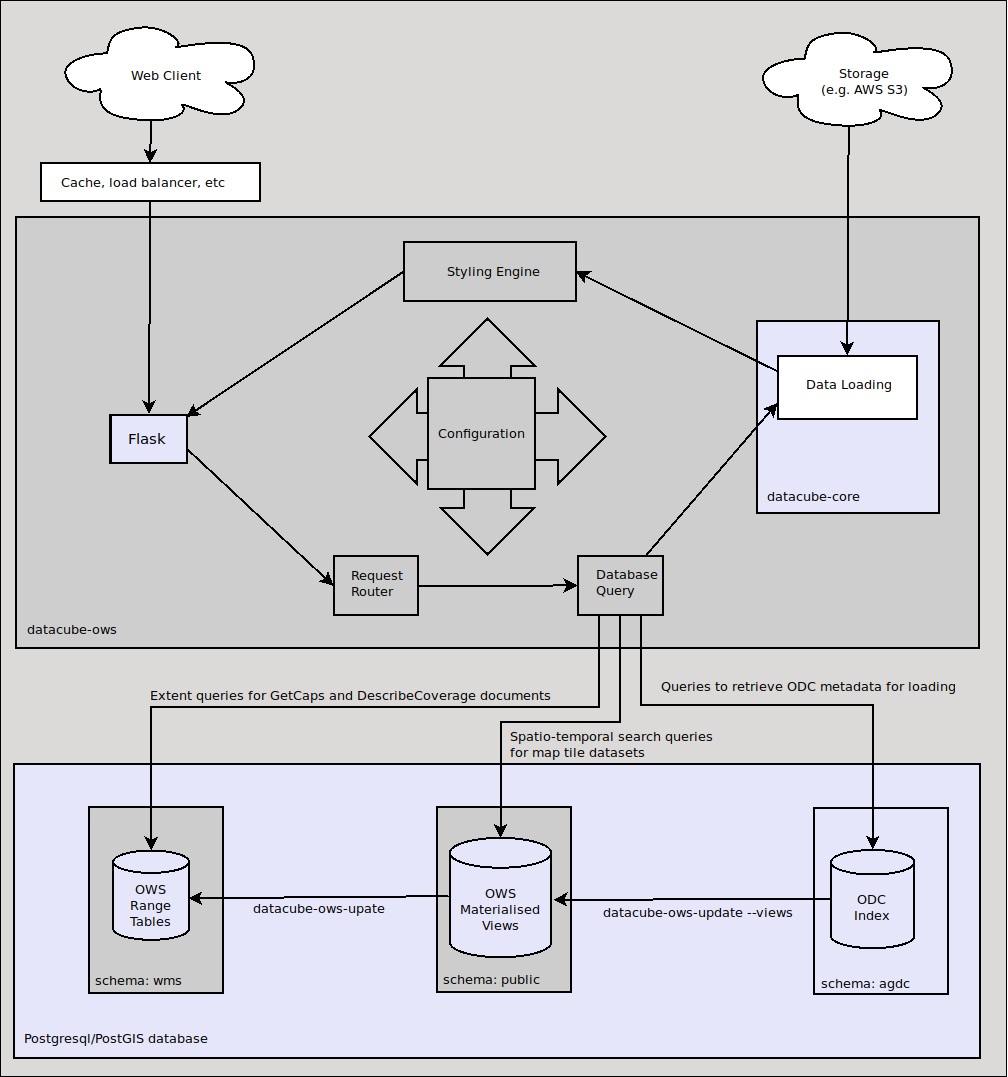 Web Client
Storage
(e.g. AWS S3)
Cache, load balancer, etc
Styling Engine
Data Loading
Flask
Configuration
datacube-core
Request
Router
Database
Query
datacube-ows
Extent queries for GetCaps and DescribeCoverage documents
Queries to retrieve ODC metadata for loading
Spatio-temporal search queries
for map tile datasets
OWS
Range
Tables
datacube-ows-upate
OWS
Materialised
Views
datacube-ows-update --views
ODC
Index
schema: wms
schema: public
schema: agdc
Postgresql/PostGIS database